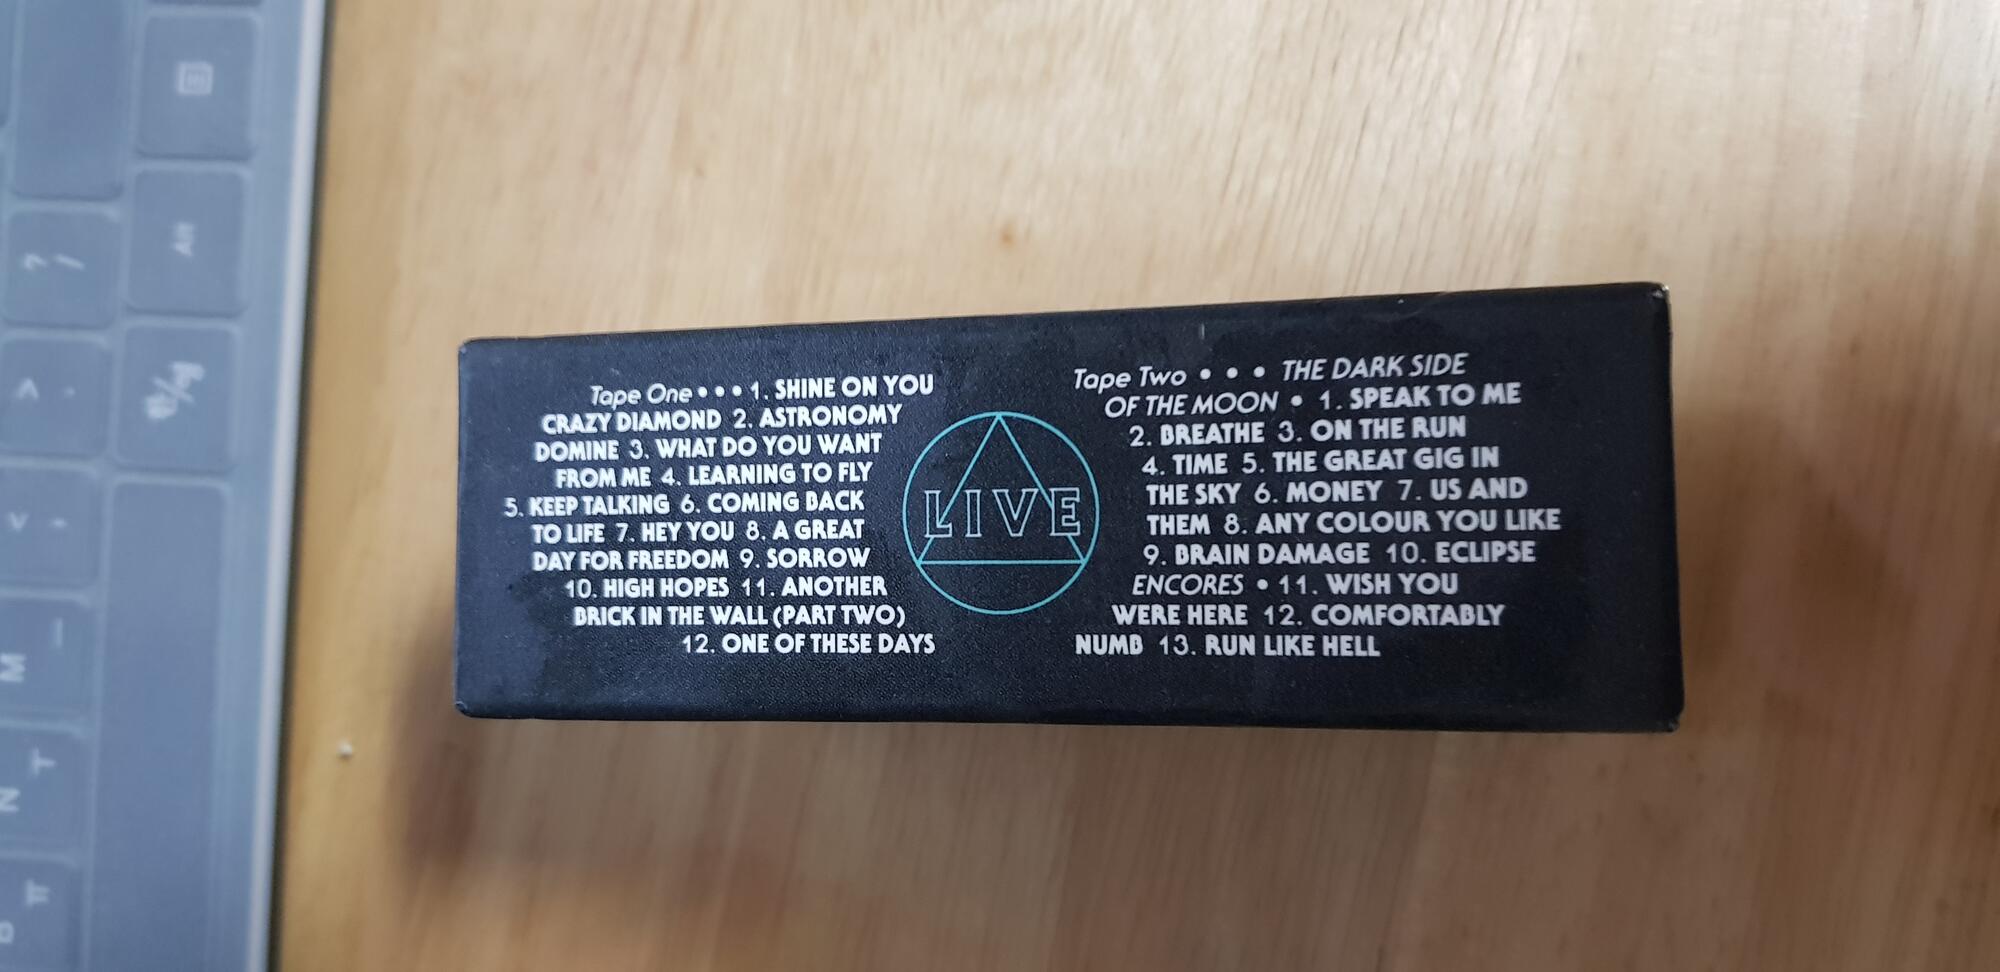 Tape One • • • 1. SHINE ON YOU
CRAZY DIAMOND 2. ASTRONOMY
DOMINE 3. WHAT DO YOU WANT
FROM ME 4. LEARNING TO FLY
5. KEEP TALKING 6. COMING BACK
TO LIFE 7. HEY YOU 8. A GREAT
DAY FOR FREEDOM 9. SORROW
10. HIGH HOPES 11. ANOTHER
BRICK IN THE WALL (PART TWO)
12. ONE OF THESE DAYS
LIVE
Tape Two • • • THE DARK SIDE
OF THE MOON • 1. SPEAK TO ME
2. BREATHE 3. ON THE RUN
4. TIME 5. THE GREAT GIG IN
THE SKY 6. MONEY 7. US AND
THEM 8. ANY COLOUR YOU LIKE
9. BRAIN DAMAGE 10. ECLIPSE
ENCORES • 11. WISH YOU
WERE HERE 12. COMFORTABLY
NUMB 13. RUN LIKE HELL
Alt
? /
한/영
M ㅡ
N ㅜ
B ㅠ